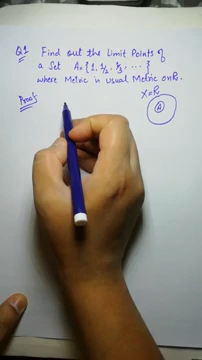 Q1 Find out the Limit Points of
a Set A = {1, 1/2, 1/3, ... }
where Metric is usual Metric on R.
Proof:
X = R
A